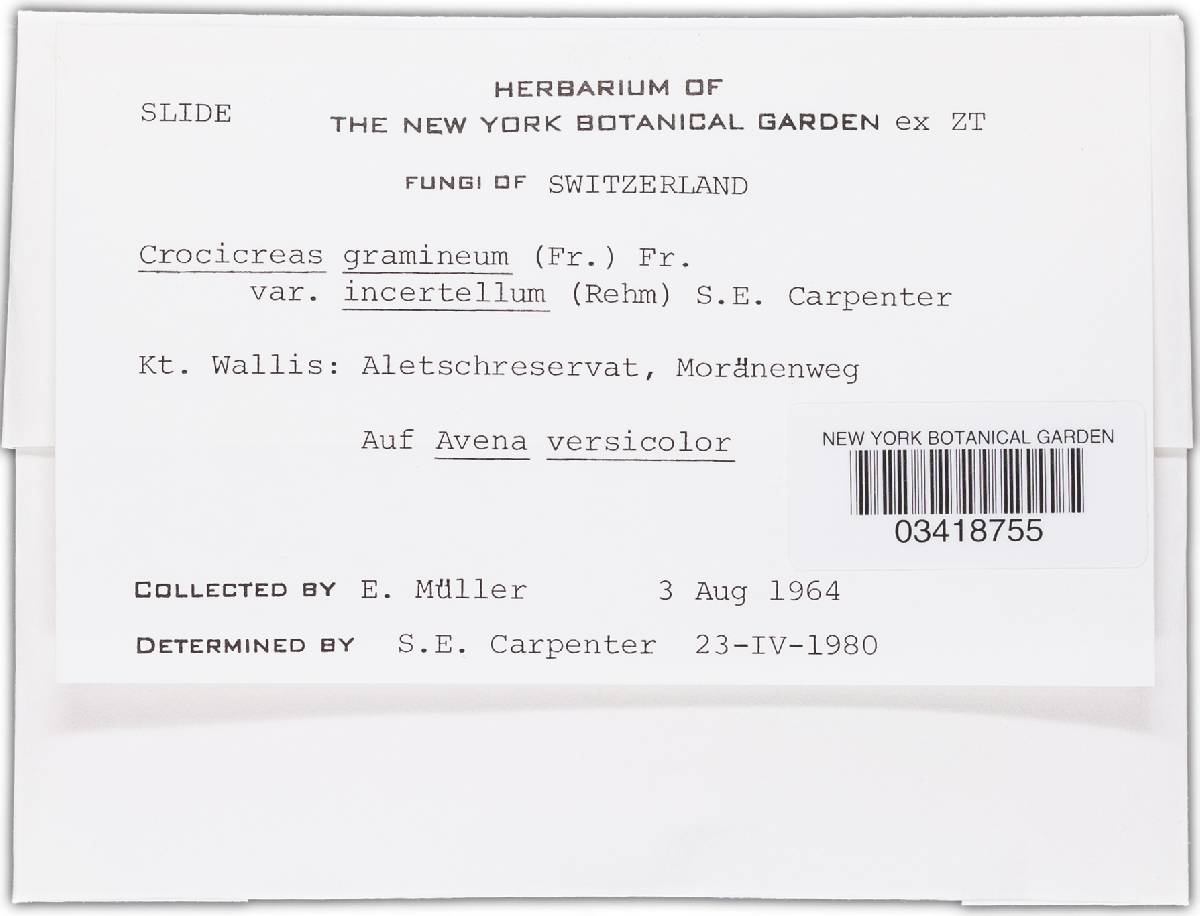 SLIDE
HERBARIUM OF
THE NEW YORK BOTANICAL GARDEN ex ZT
FUNGI OF SWITZERLAND
Crocicreas gramineum (Fr.) Fr.
var. incertellum (Rehm) S.E. Carpenter
Kt. Wallis: Aletschreservat, Moränenweg
Auf Avena versicolor
NEW YORK BOTANICAL GARDEN
03418755
COLLECTED BY E. Müller 3 Aug 1964
DETERMINED BY S.E. Carpenter 23-IV-1980